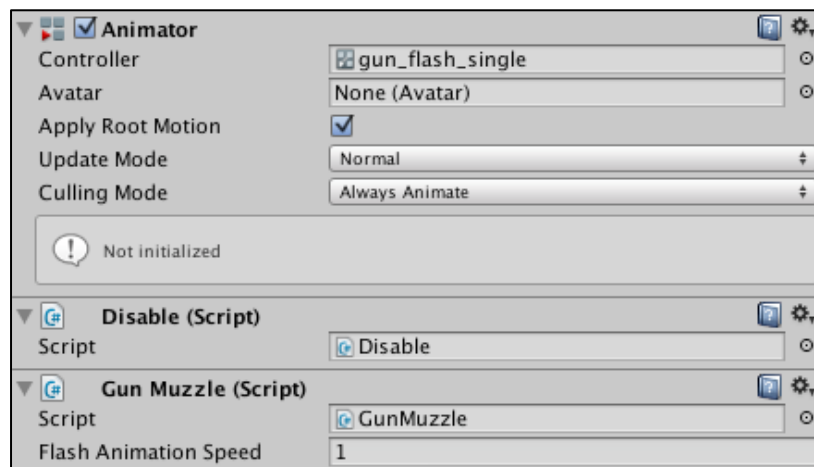 Animator
Controller gun_flash_single
Avatar None (Avatar)
Apply Root Motion
Update Mode Normal
Culling Mode Always Animate
Not initialized
Disable (Script)
Script Disable
Gun Muzzle (Script)
Script GunMuzzle
Flash Animation Speed 1